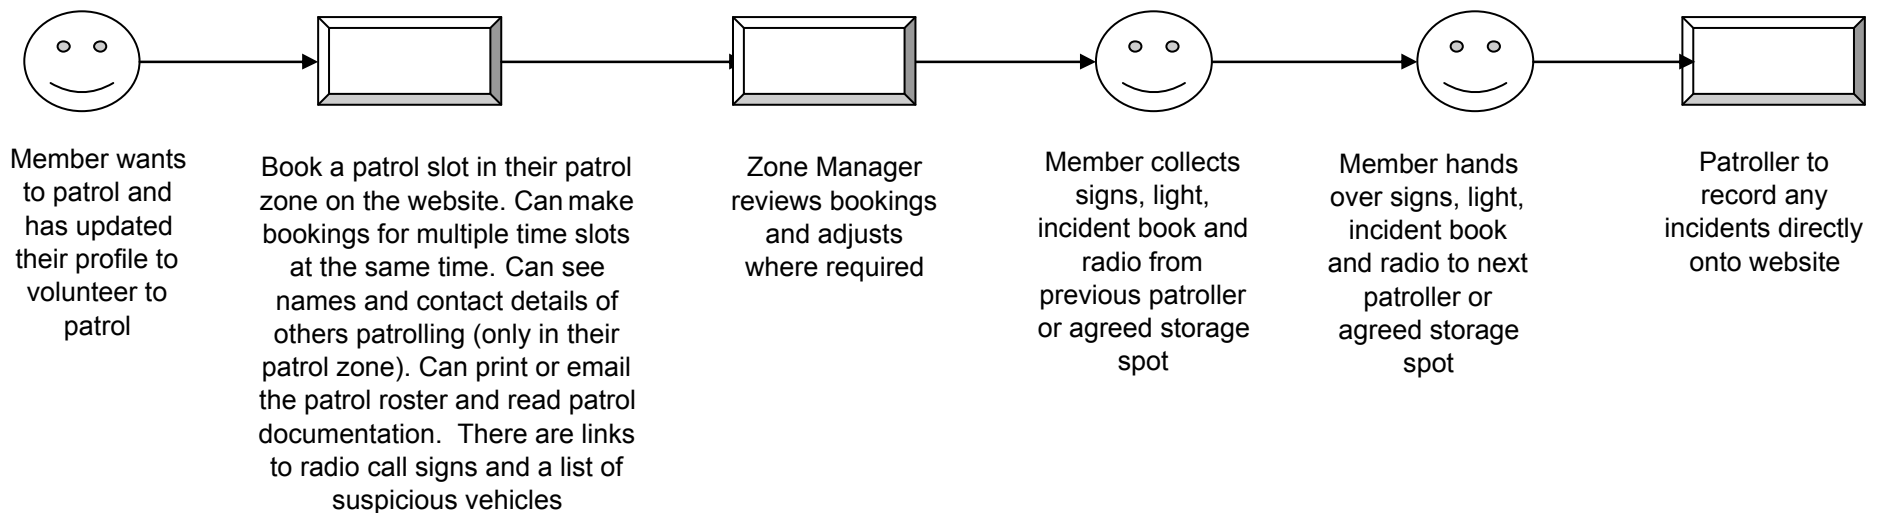 Member wants
to patrol and
has updated
their profile to
volunteer to
patrol
Book a patrol slot in their patrol
zone on the website. Can make
bookings for multiple time slots
at the same time. Can see
names and contact details of
others patrolling (only in their
patrol zone). Can print or email
the patrol roster and read patrol
documentation.  There are links
to radio call signs and a list of
suspicious vehicles
Zone Manager
reviews bookings
and adjusts
where required
Member collects
signs, light,
incident book and
radio from
previous patroller
or agreed storage
spot
Member hands
over signs, light,
incident book
and radio to next
patroller or
agreed storage
spot
Patroller to
record any
incidents directly
onto website